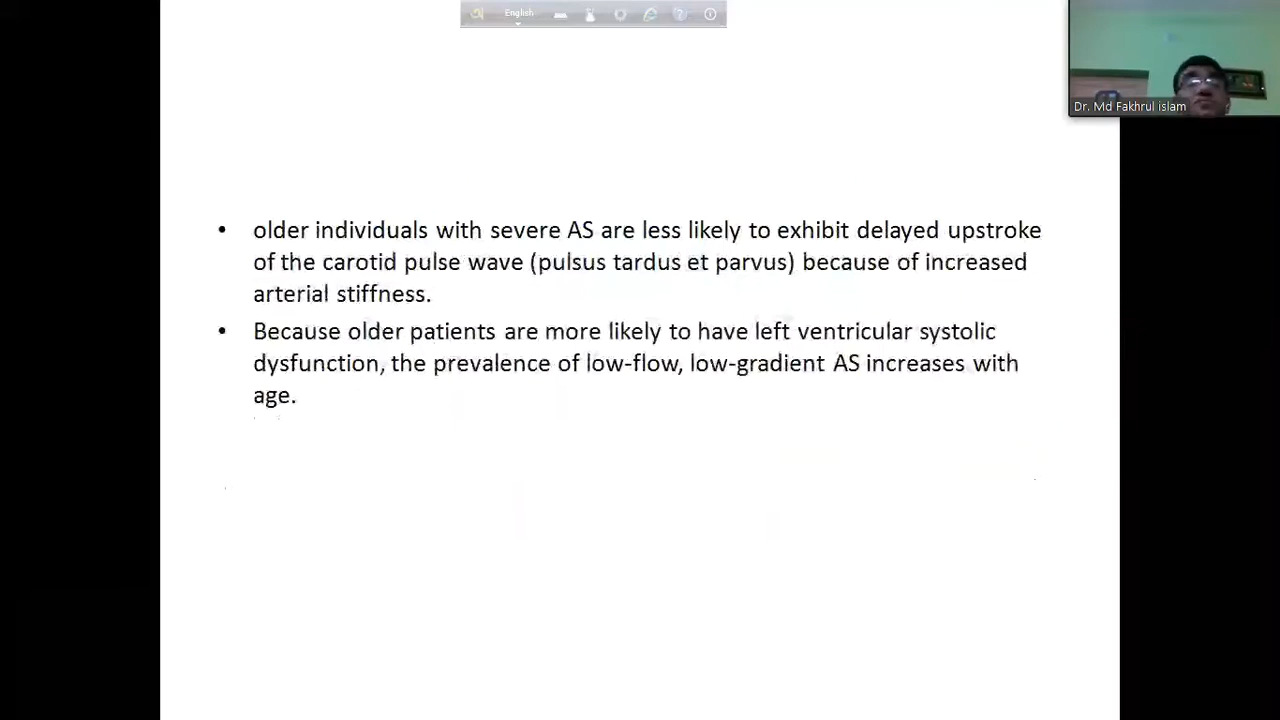 অ English
Dr. Md Fakhrul islam
• older individuals with severe AS are less likely to exhibit delayed upstroke
of the carotid pulse wave (pulsus tardus et parvus) because of increased
arterial stiffness.
• Because older patients are more likely to have left ventricular systolic
dysfunction, the prevalence of low-flow, low-gradient AS increases with
age.